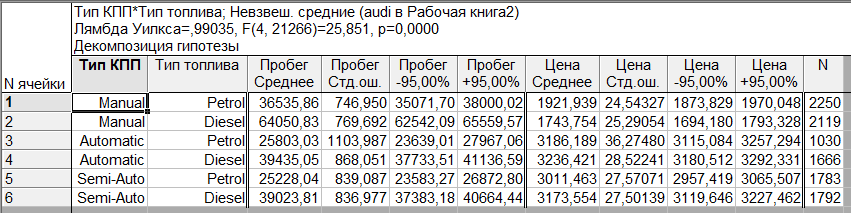 Тип КПП*Тип топлива; Невзвеш. средние (audi в Рабочая книга2)
Лямбда Уилкса=,99035, F(4, 21266)=25,851, p=0,0000
Декомпозиция гипотезы
N ячейки Тип КПП Тип топлива Пробег Среднее Пробег Стд.ош. Пробег -95,00% Пробег +95,00% Цена Среднее Цена Стд.ош. Цена -95,00% Цена +95,00% N
1 Manual Petrol 36535,86 746,950 35071,70 38000,02 1921,939 24,54327 1873,829 1970,048 2250
2 Manual Diesel 64050,83 769,692 62542,09 65559,57 1743,754 25,29054 1694,180 1793,328 2119
3 Automatic Petrol 25803,03 1103,987 23639,01 27967,06 3186,189 36,27480 3115,084 3257,294 1030
4 Automatic Diesel 39435,05 868,051 37733,51 41136,59 3236,421 28,52241 3180,512 3292,331 1666
5 Semi-Auto Petrol 25228,04 839,087 23583,27 26872,80 3011,463 27,57071 2957,419 3065,507 1783
6 Semi-Auto Diesel 39023,81 836,977 37383,18 40664,44 3173,554 27,50139 3119,646 3227,462 1792